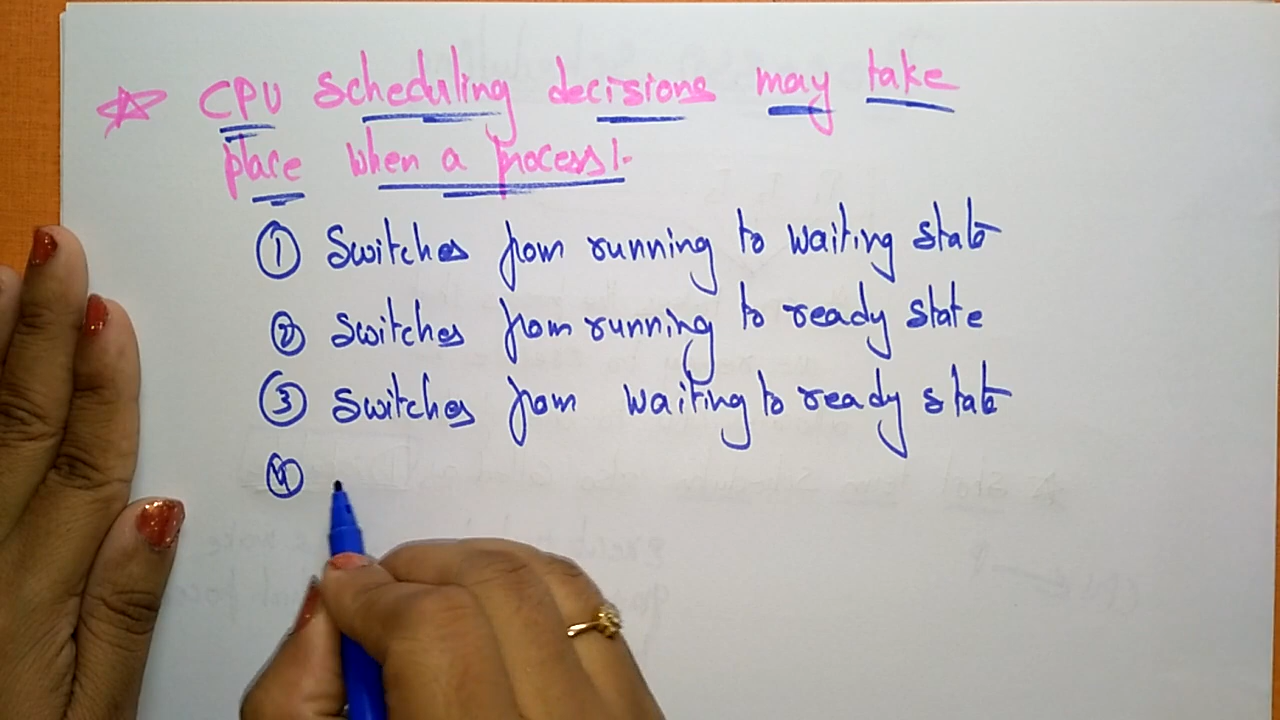 CPU scheduling decisions may take
place when a process:-
① Switches from running to waiting state
② Switches from running to ready state
③ Switches from waiting to ready state
④